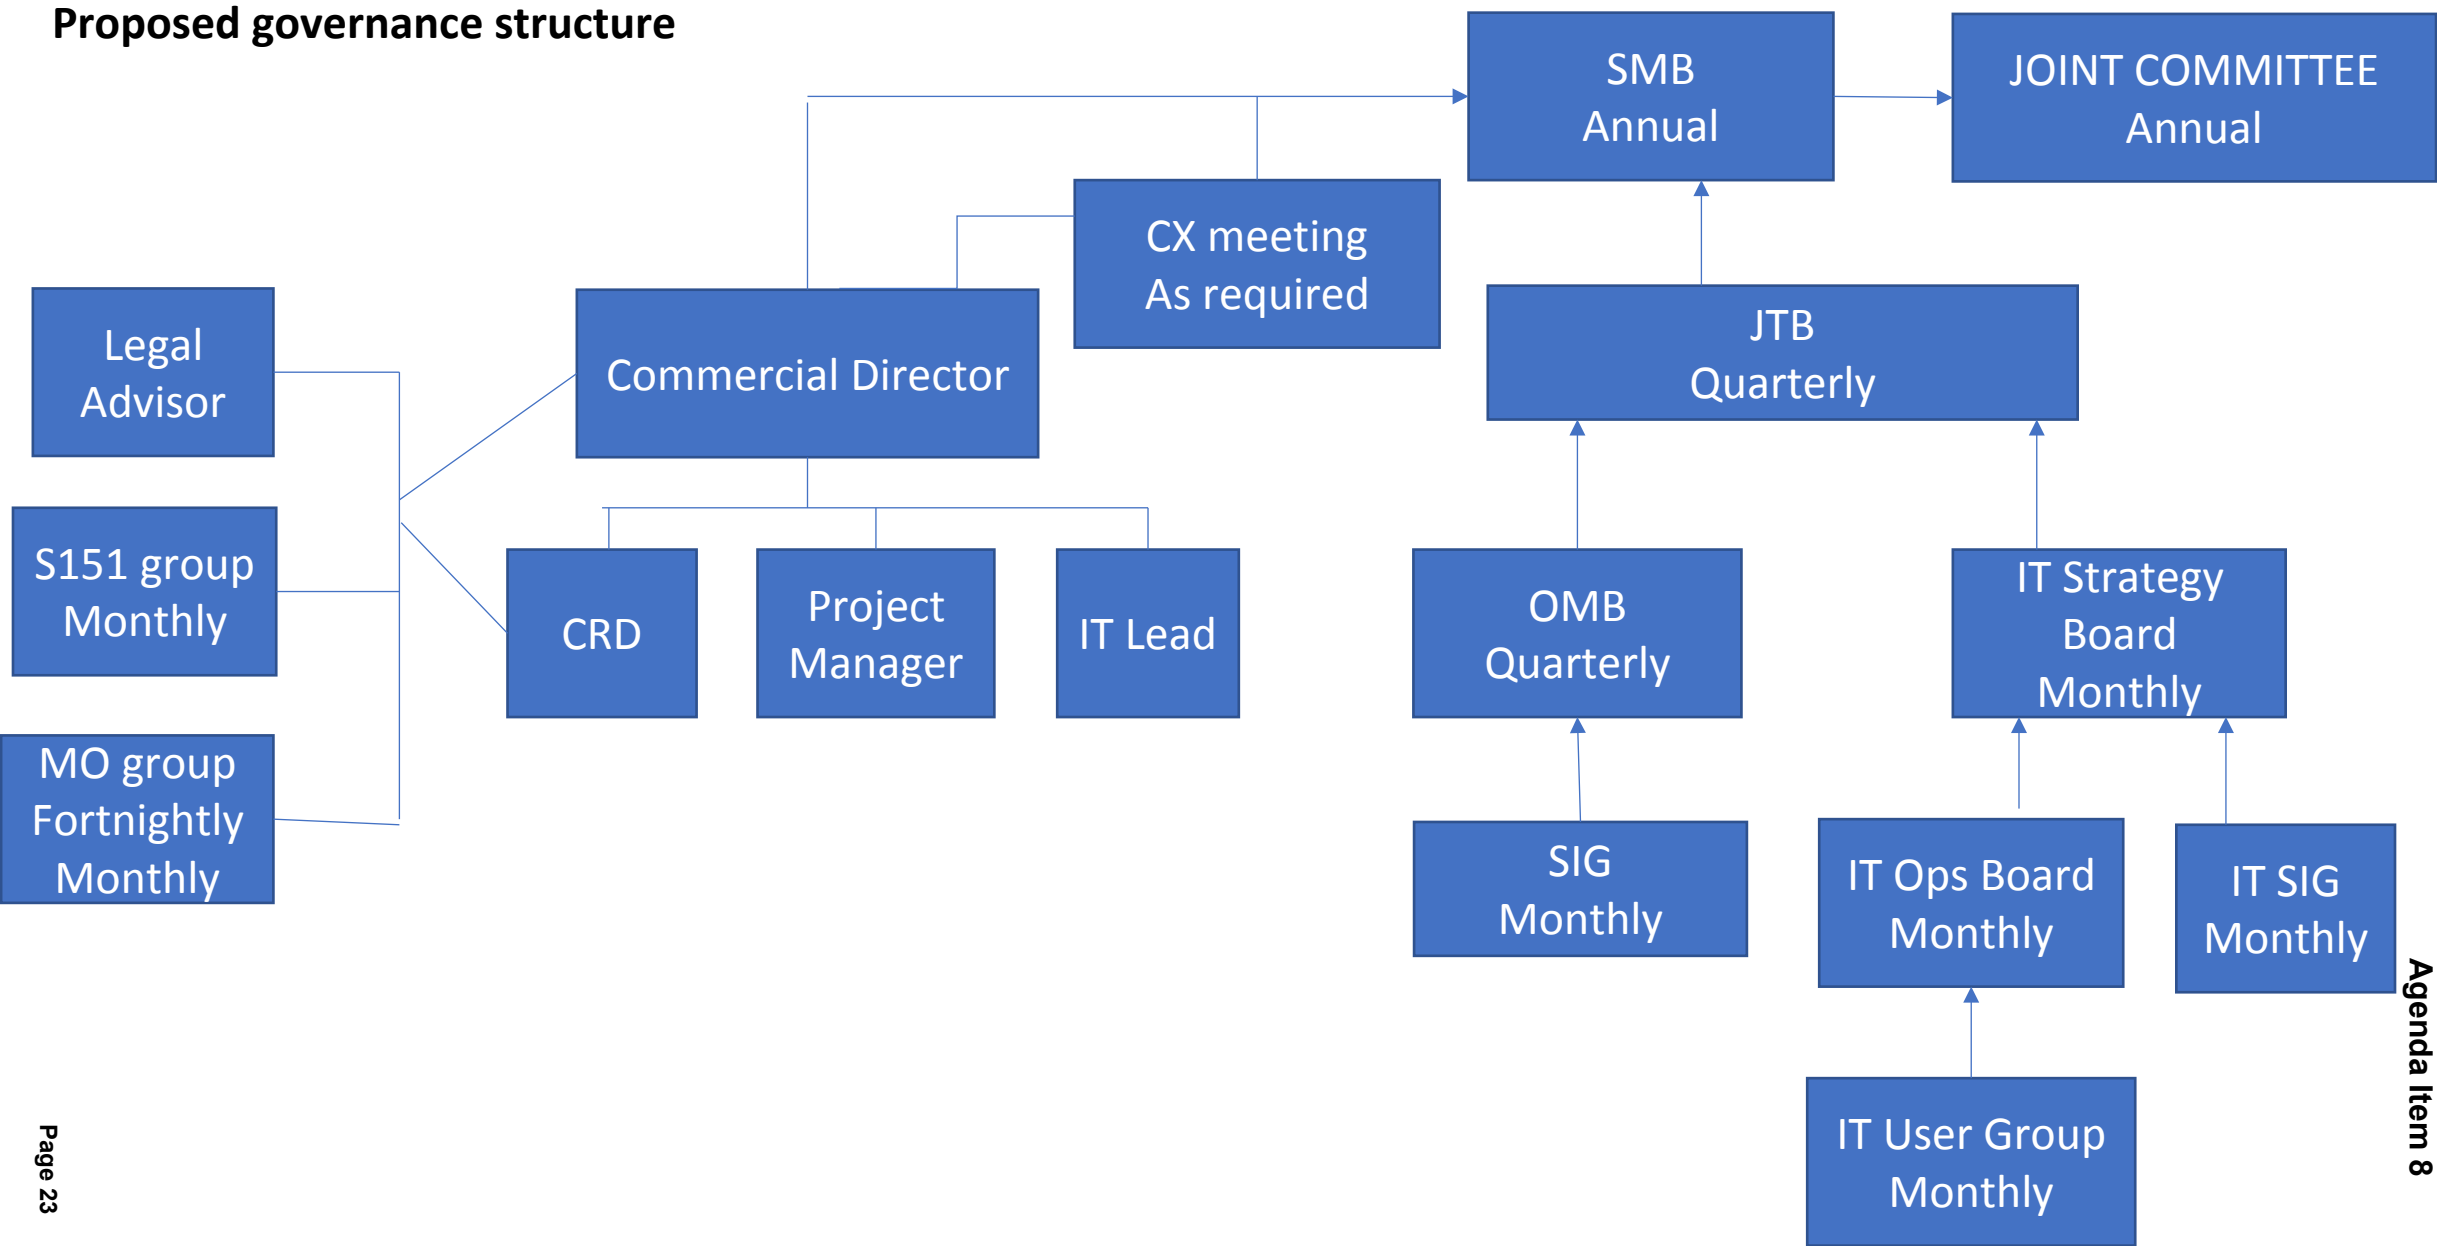 Proposed governance structure
SMB
Annual
JOINT COMMITTEE
Annual
CX meeting
As required
Legal
Advisor
Commercial Director
JTB
Quarterly
S151 group
Monthly
CRD
Project
Manager
IT Lead
OMB
Quarterly
IT Strategy
Board
Monthly
MO group
Fortnightly
Monthly
SIG
Monthly
IT Ops Board
Monthly
IT SIG
Monthly
IT User Group
Monthly
Agenda Item 8
Page 23